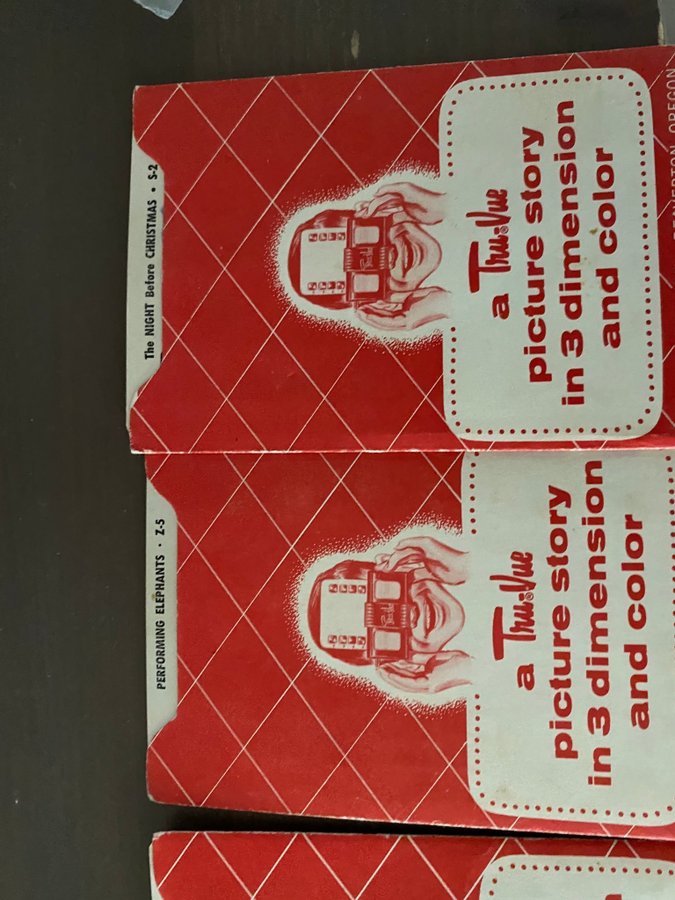 The NIGHT Before CHRISTMAS • S-2
a Tru-Vue®
picture story
in 3 dimension
and color
OREGON
PERFORMING ELEPHANTS • Z-5
a Tru-Vue®
picture story
in 3 dimension
and color